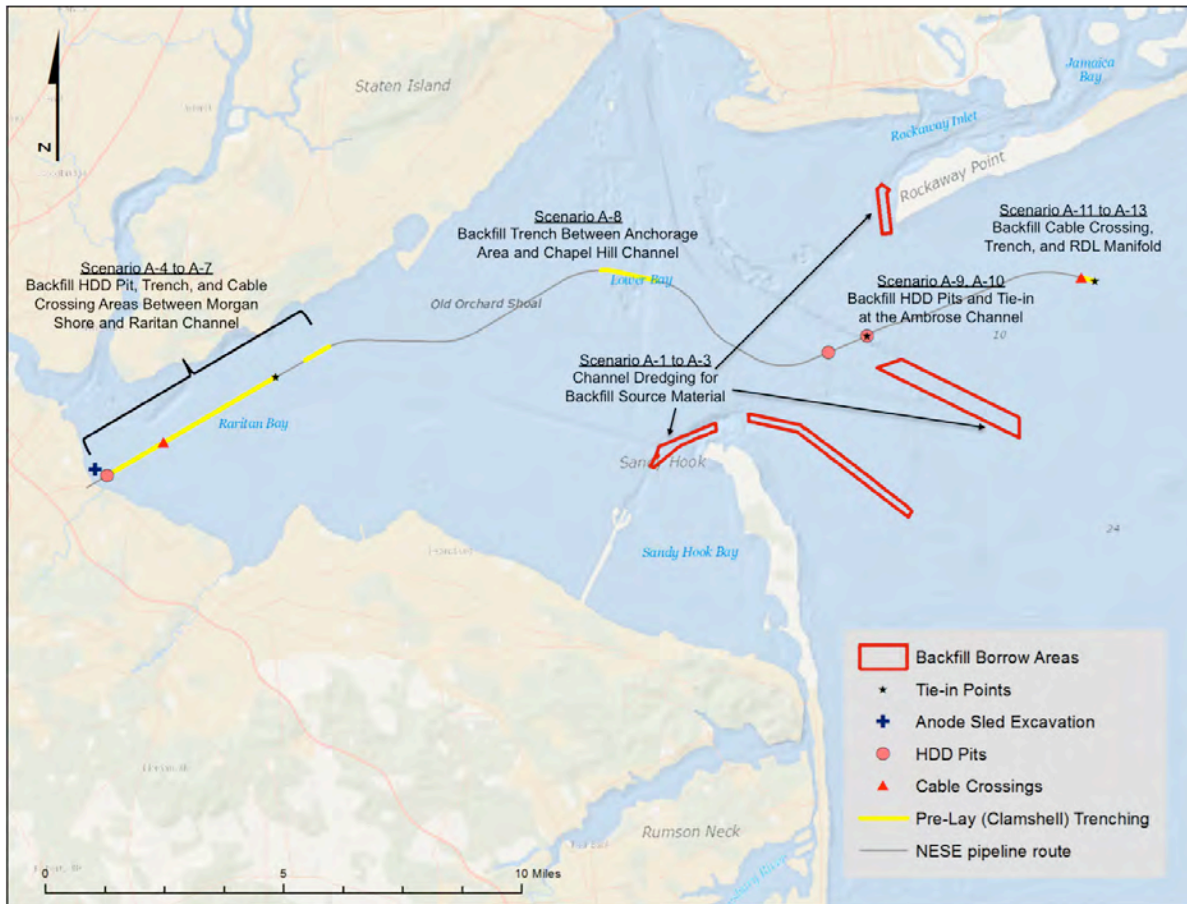 Jamaica
Bay
Staten Island
N
Rockaway Inlet
Rockaway Point
Scenario A-8
Backfill Trench Between Anchorage
Area and Chapel Hill Channel
Scenario A-11 to A-13
Backfill Cable Crossing,
Trench, and RDL Manifold
Scenario A-4 to A-7
Backfill HDD Pit, Trench, and Cable
Crossing Areas Between Morgan
Shore and Raritan Channel
Lower Bay
Old Orchard Shoal
Scenario A-9, A-10
Backfill HDD Pits and Tie-in
at the Ambrose Channel
10
Scenario A-1 to A-3
Channel Dredging for
Backfill Source Material
Raritan Bay
Sandy Hook
24
Sandy Hook Bay
Backfill Borrow Areas
Tie-in Points
Anode Sled Excavation
HDD Pits
Cable Crossings
Pre-Lay (Clamshell) Trenching
NESE pipeline route
Rumson Neck
0 5 10 Miles